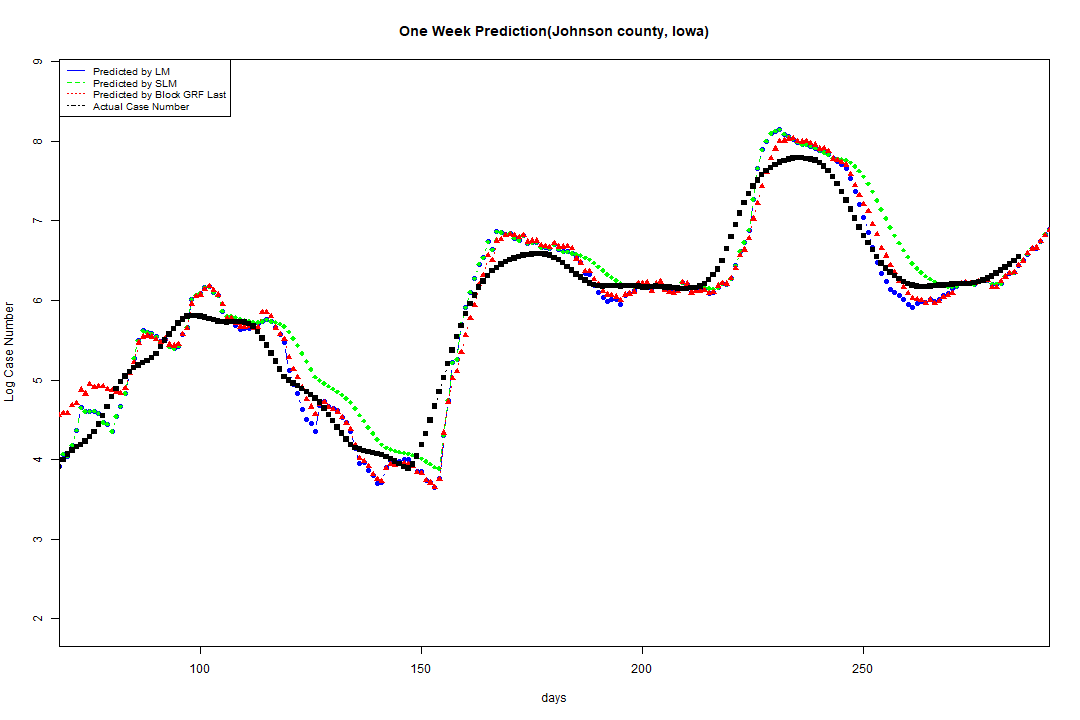 One Week Prediction(Johnson county, Iowa)
Predicted by LM
Predicted by SLM
Predicted by Block GRF Last
Actual Case Number
Log Case Number
9
8
7
6
5
4
3
2
100 150 200 250
days